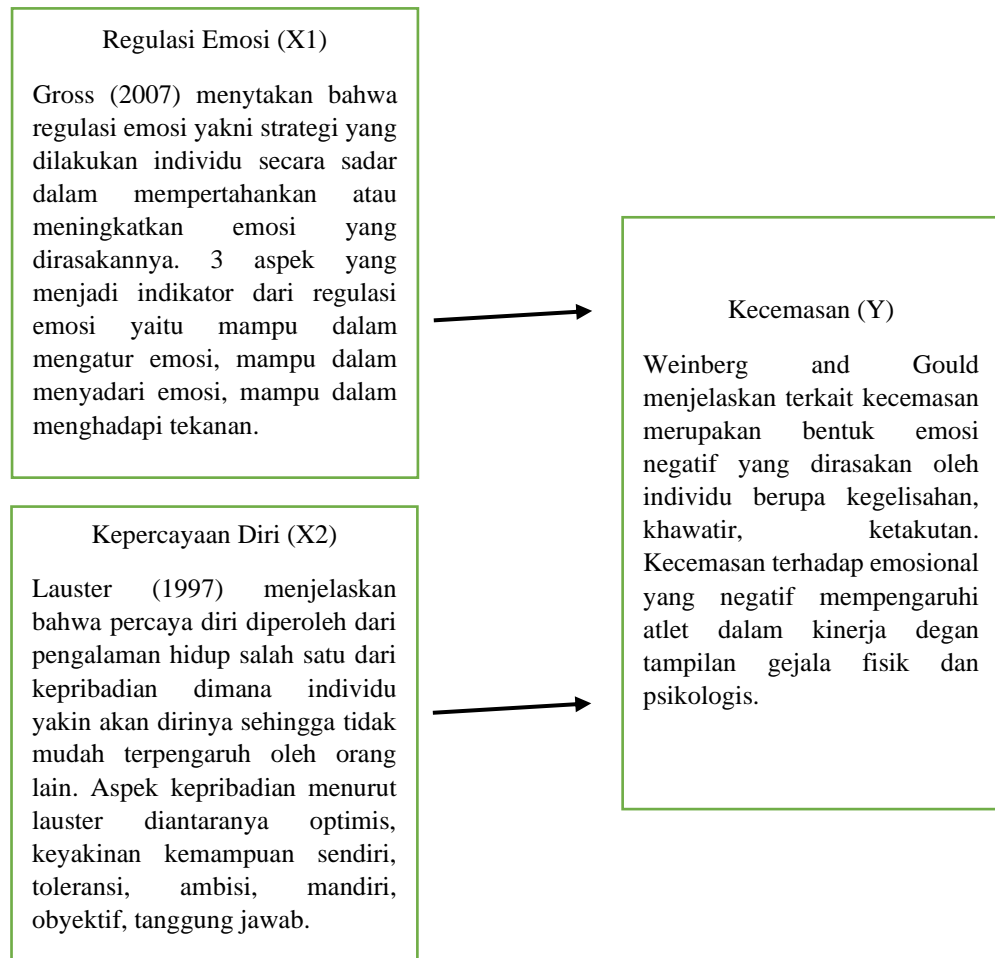 Regulasi Emosi (X1)
Gross (2007) menytakan bahwa
regulasi emosi yakni strategi yang
dilakukan individu secara sadar
dalam mempertahankan atau
meningkatkan emosi yang
dirasakannya. 3 aspek yang
menjadi indikator dari regulasi
emosi yaitu mampu dalam
mengatur emosi, mampu dalam
menyadari emosi, mampu dalam
menghadapi tekanan.
Kepercayaan Diri (X2)
Lauster (1997) menjelaskan
bahwa percaya diri diperoleh dari
pengalaman hidup salah satu dari
kepribadian dimana individu
yakin akan dirinya sehingga tidak
mudah terpengaruh oleh orang
lain. Aspek kepribadian menurut
lauster diantaranya optimis,
keyakinan kemampuan sendiri,
toleransi, ambisi, mandiri,
obyektif, tanggung jawab.
Kecemasan (Y)
Weinberg and Gould
menjelaskan terkait kecemasan
merupakan bentuk emosi
negatif yang dirasakan oleh
individu berupa kegelisahan,
khawatir, ketakutan.
Kecemasan terhadap emosional
yang negatif mempengaruhi
atlet dalam kinerja degan
tampilan gejala fisik dan
psikologis.